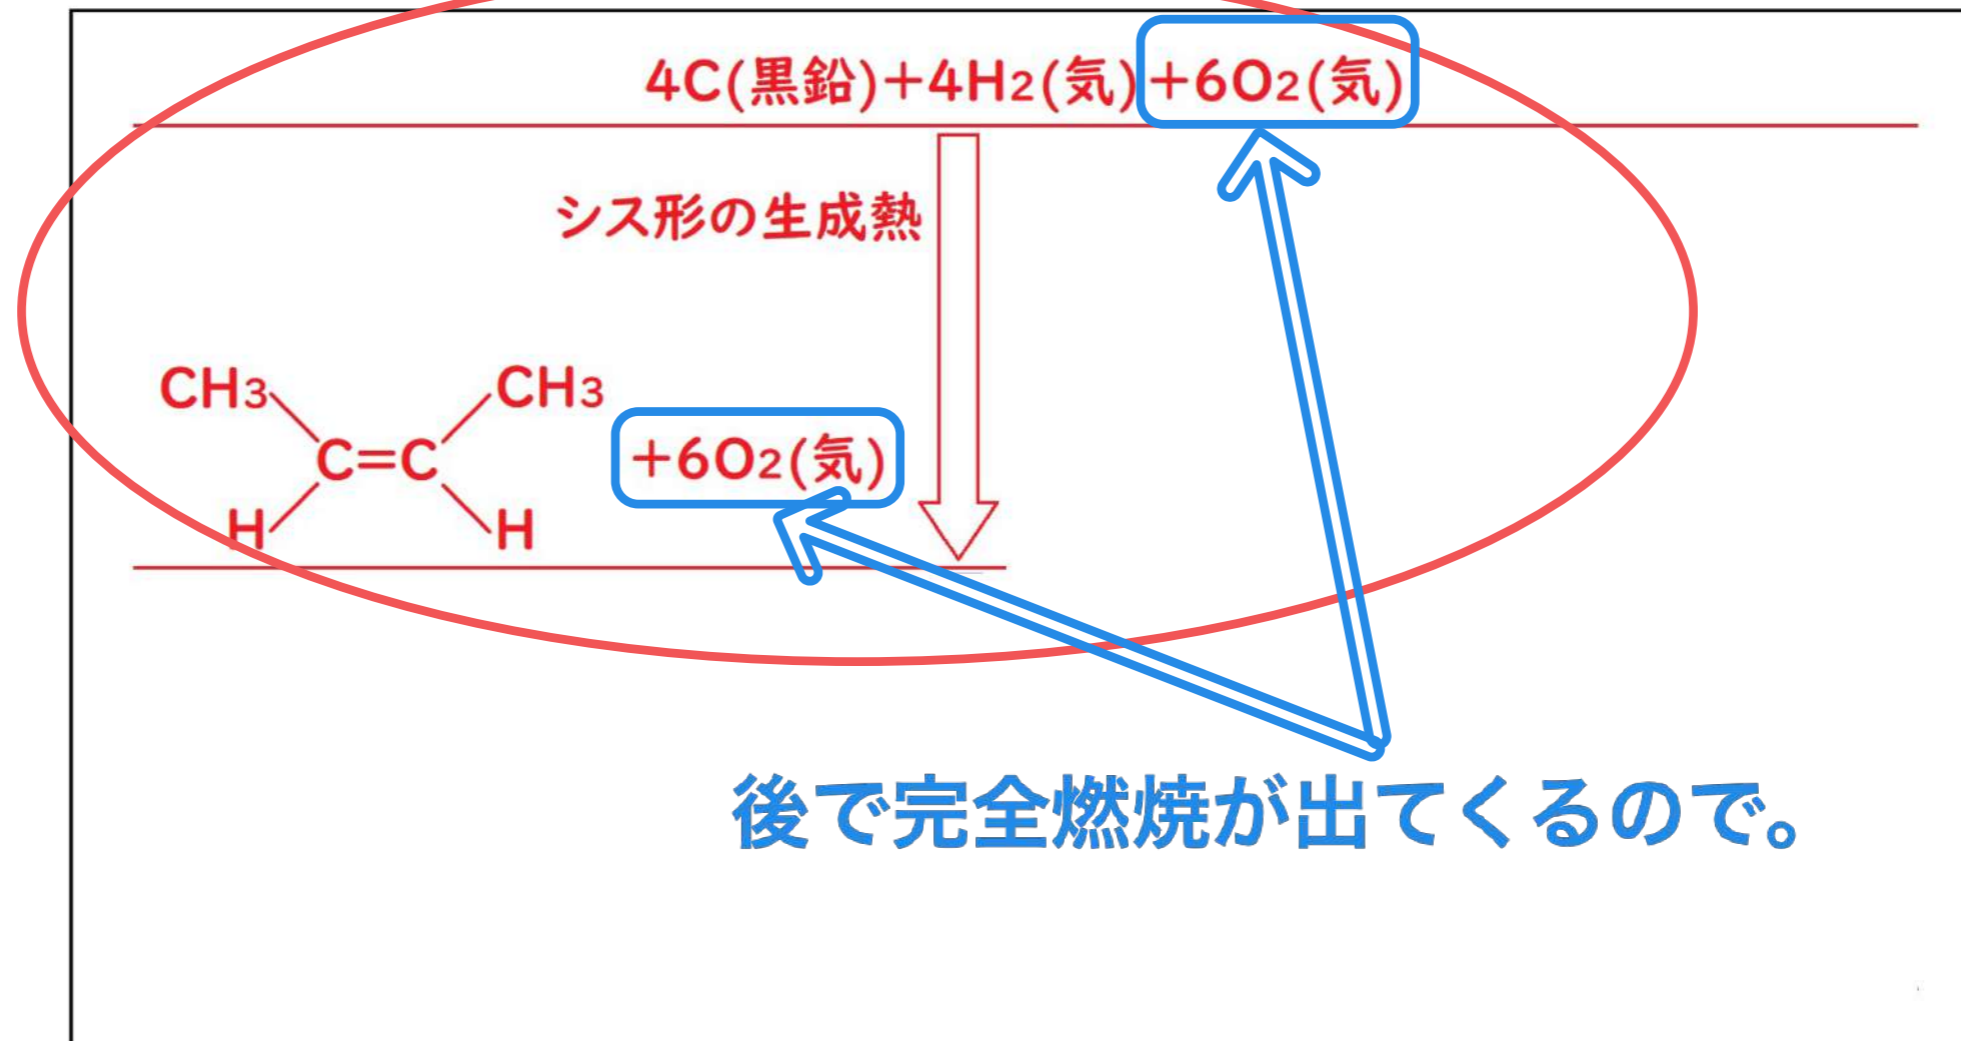 4C(黒鉛)+4H2(気)+6O2(気)
シス形の生成熱
CH3 CH3
C=C +6O2(気)
H H
後で完全燃焼が出てくるので。